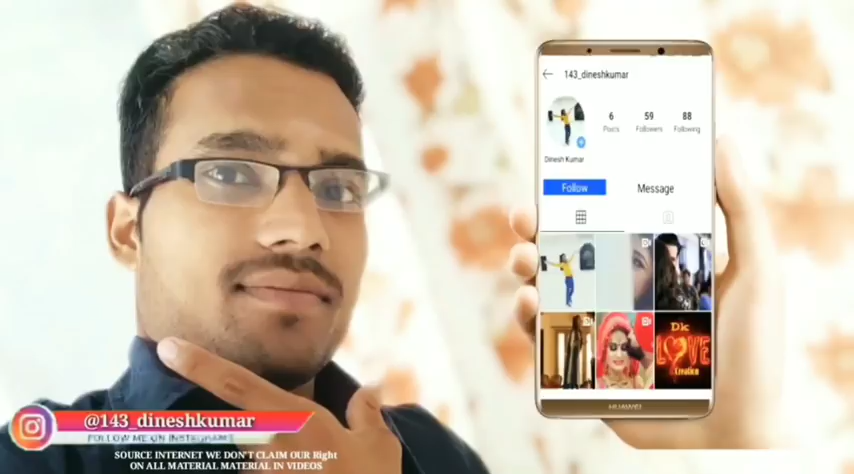 143_dineshkumar
6 59 88
Posts Followers Following
Dinesh Kumar
Follow Message
Dk
LOVE
Creation
HUAWEI
@143_dineshkumar
FOLLOW ME ON INSTAGRAM
SOURCE INTERNET WE DON'T CLAIM OUR Right
ON ALL MATERIAL MATERIAL IN VIDEOS